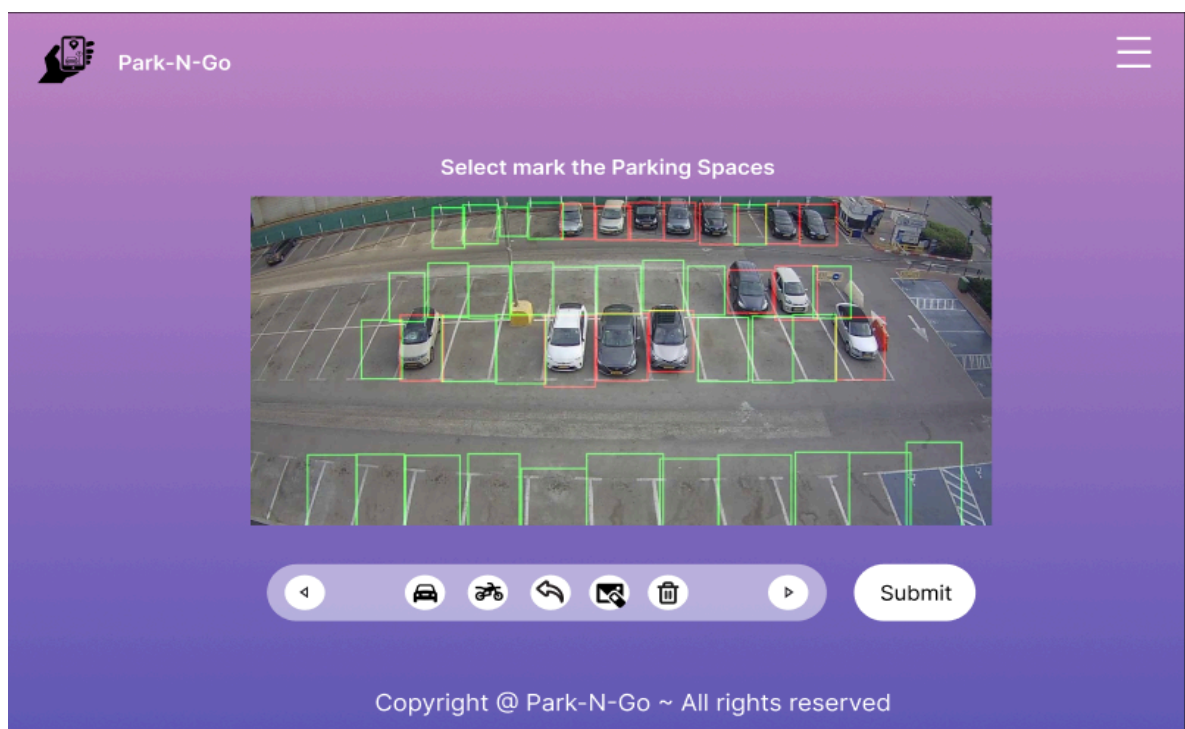 Park-N-Go
Select mark the Parking Spaces
Submit
Copyright @ Park-N-Go ~ All rights reserved